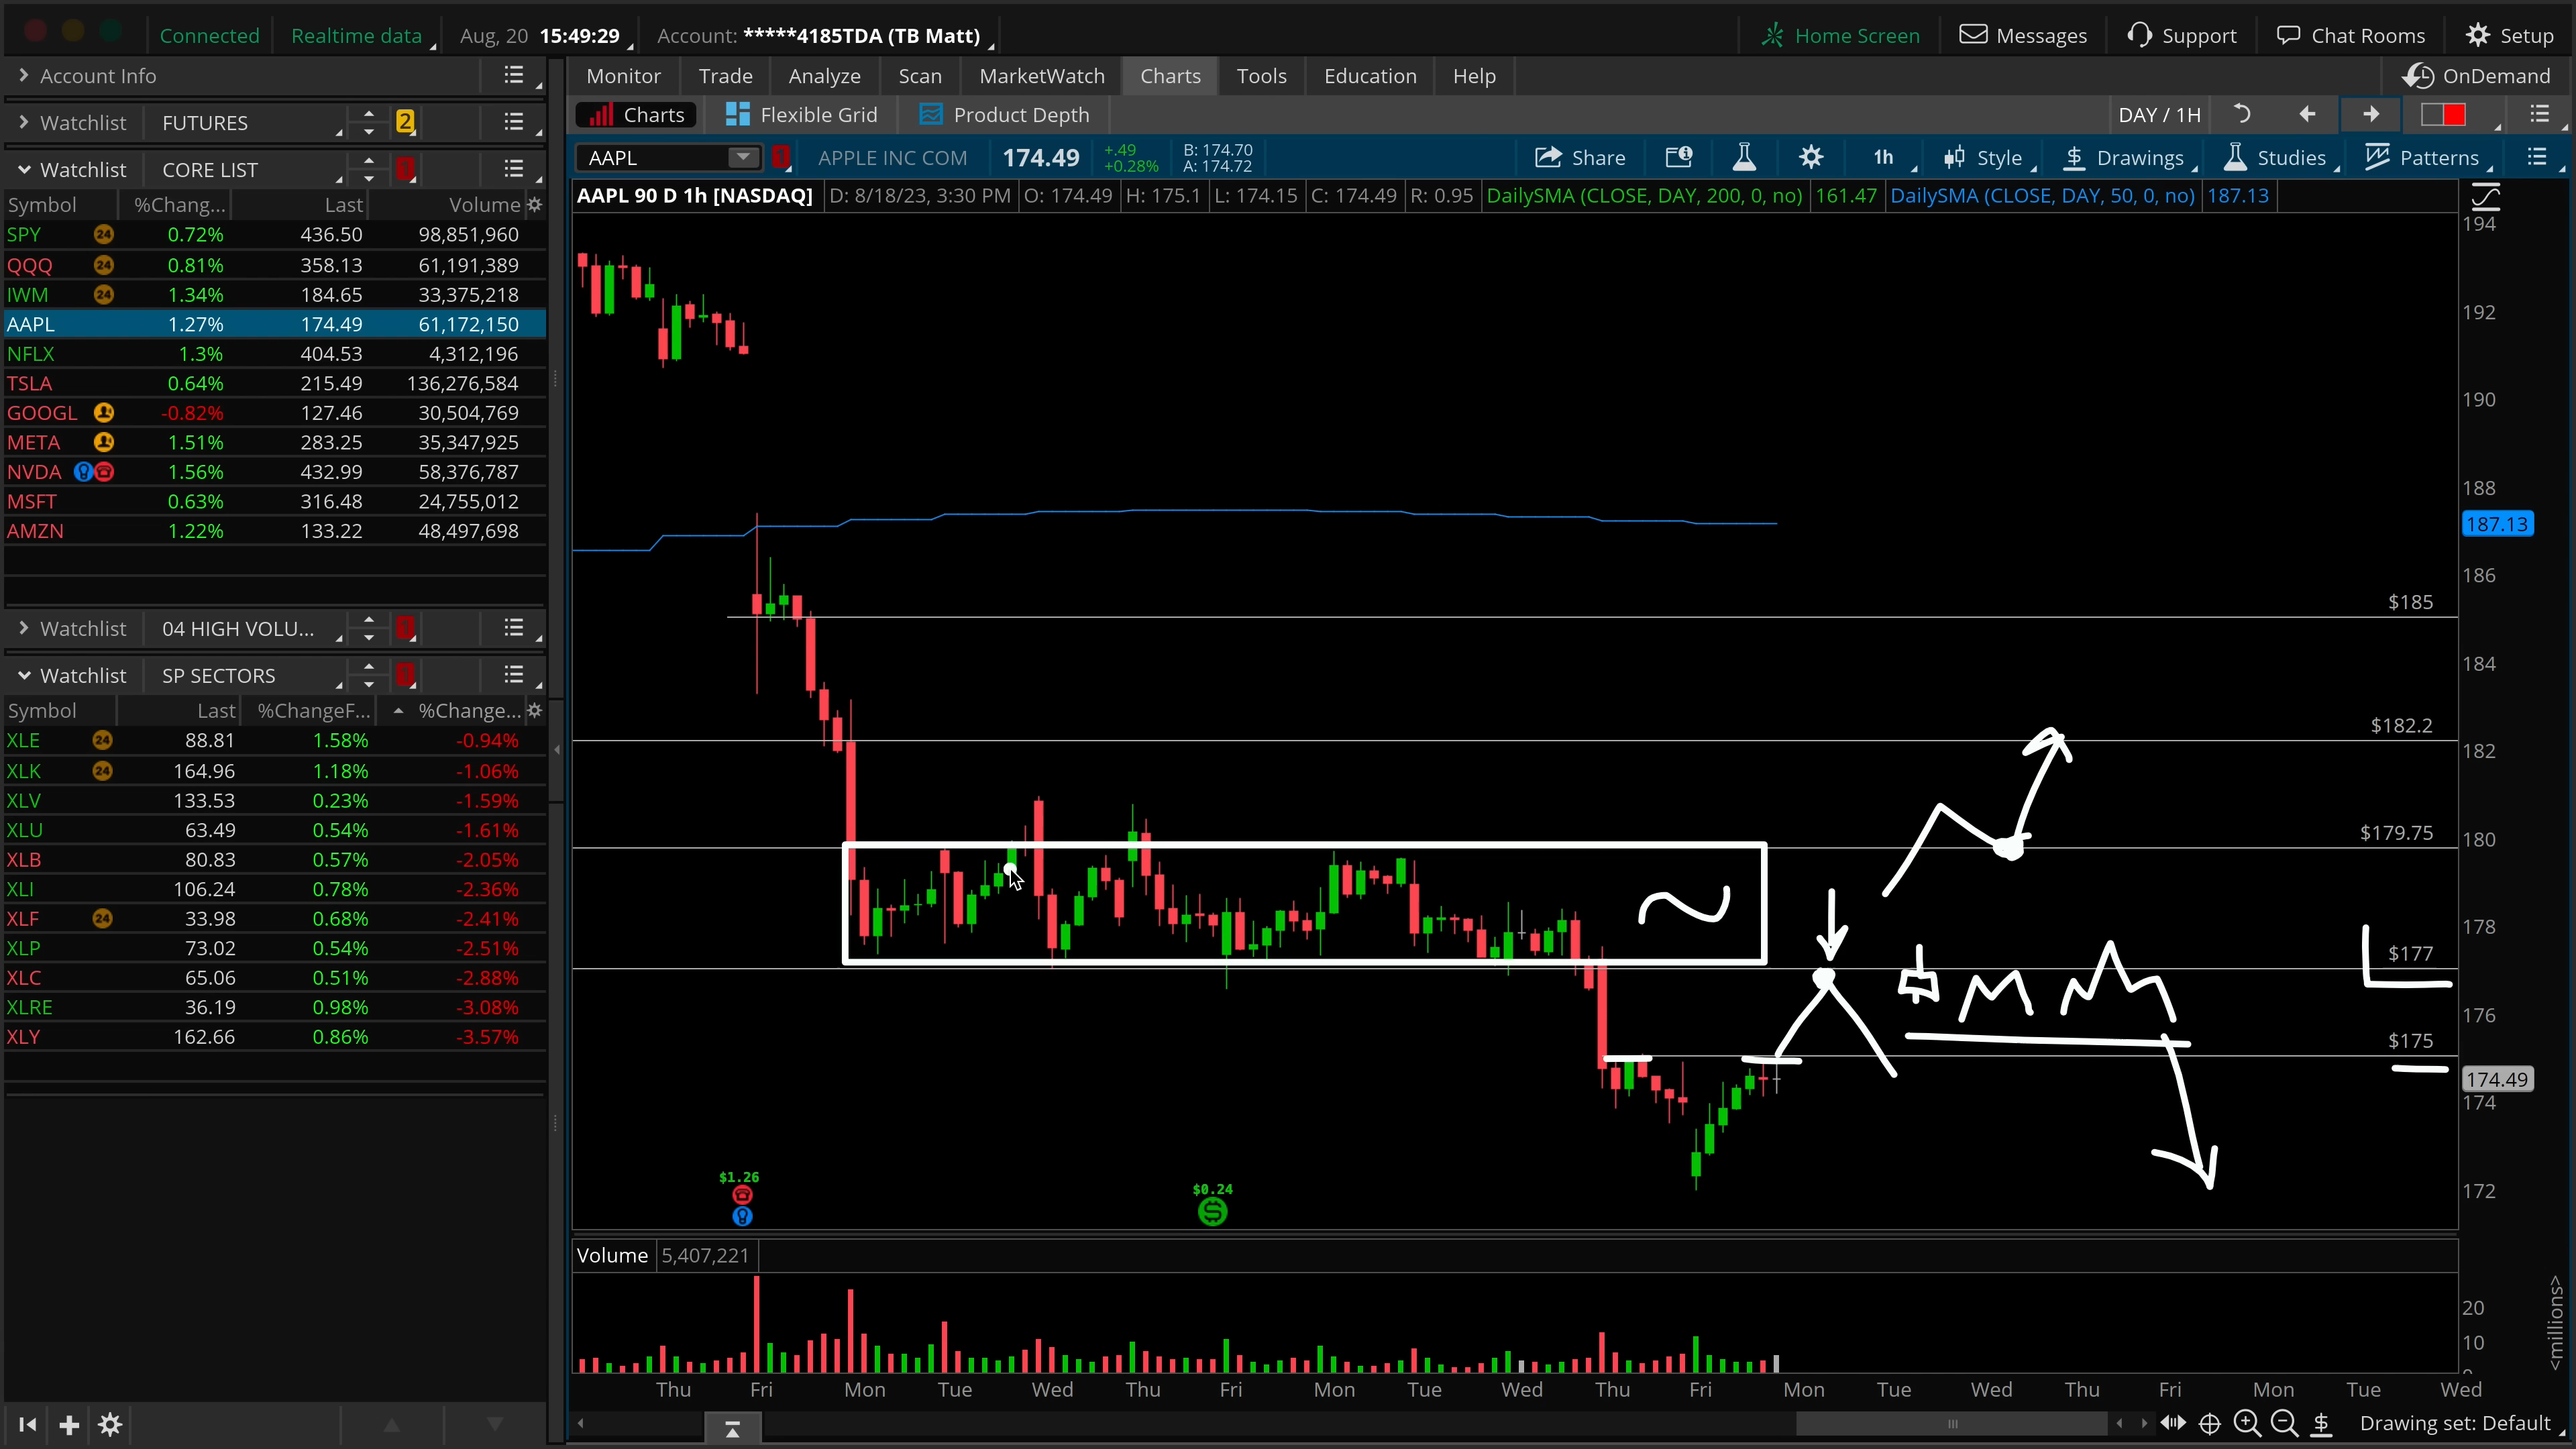 Connected Realtime data Aug, 20 15:49:29 Account: *****4185TDA (TB Matt) Home Screen Messages Support Chat Rooms Setup
Account Info
Watchlist FUTURES 2
Watchlist CORE LIST 1
Symbol %Chang... Last Volume
SPY 24 0.72% 436.50 98,851,960
QQQ 24 0.81% 358.13 61,191,389
IWM 24 1.34% 184.65 33,375,218
AAPL 1.27% 174.49 61,172,150
NFLX 1.3% 404.53 4,312,196
TSLA 0.64% 215.49 136,276,584
GOOGL -0.82% 127.46 30,504,769
META 1.51% 283.25 35,347,925
NVDA 1.56% 432.99 58,376,787
MSFT 0.63% 316.48 24,755,012
AMZN 1.22% 133.22 48,497,698
Watchlist 04 HIGH VOLU... 1
Watchlist SP SECTORS 1
Symbol Last %ChangeF... %Change...
XLE 24 88.81 1.58% -0.94%
XLK 24 164.96 1.18% -1.06%
XLV 133.53 0.23% -1.59%
XLU 63.49 0.54% -1.61%
XLB 80.83 0.57% -2.05%
XLI 106.24 0.78% -2.36%
XLF 24 33.98 0.68% -2.41%
XLP 73.02 0.54% -2.51%
XLC 65.06 0.51% -2.88%
XLRE 36.19 0.98% -3.08%
XLY 162.66 0.86% -3.57%
Monitor Trade Analyze Scan MarketWatch Charts Tools Education Help OnDemand
Charts Flexible Grid Product Depth DAY / 1H
AAPL 1 APPLE INC COM 174.49 +.49 +0.28% B: 174.70 A: 174.72 Share 1h Style Drawings Studies Patterns
AAPL 90 D 1h [NASDAQ] D: 8/18/23, 3:30 PM O: 174.49 H: 175.1 L: 174.15 C: 174.49 R: 0.95 DailySMA (CLOSE, DAY, 200, 0, no) 161.47 DailySMA (CLOSE, DAY, 50, 0, no) 187.13
194
192
190
188
187.13
186
$185
184
$182.2
182
$179.75
180
178
$177
176
$175
174.49
174
172
$1.26
$0.24
Volume 5,407,221
20
10
<millions>
Thu Fri Mon Tue Wed Thu Fri Mon Tue Wed Thu Fri Mon Tue Wed Thu Fri Mon Tue Wed
Drawing set: Default